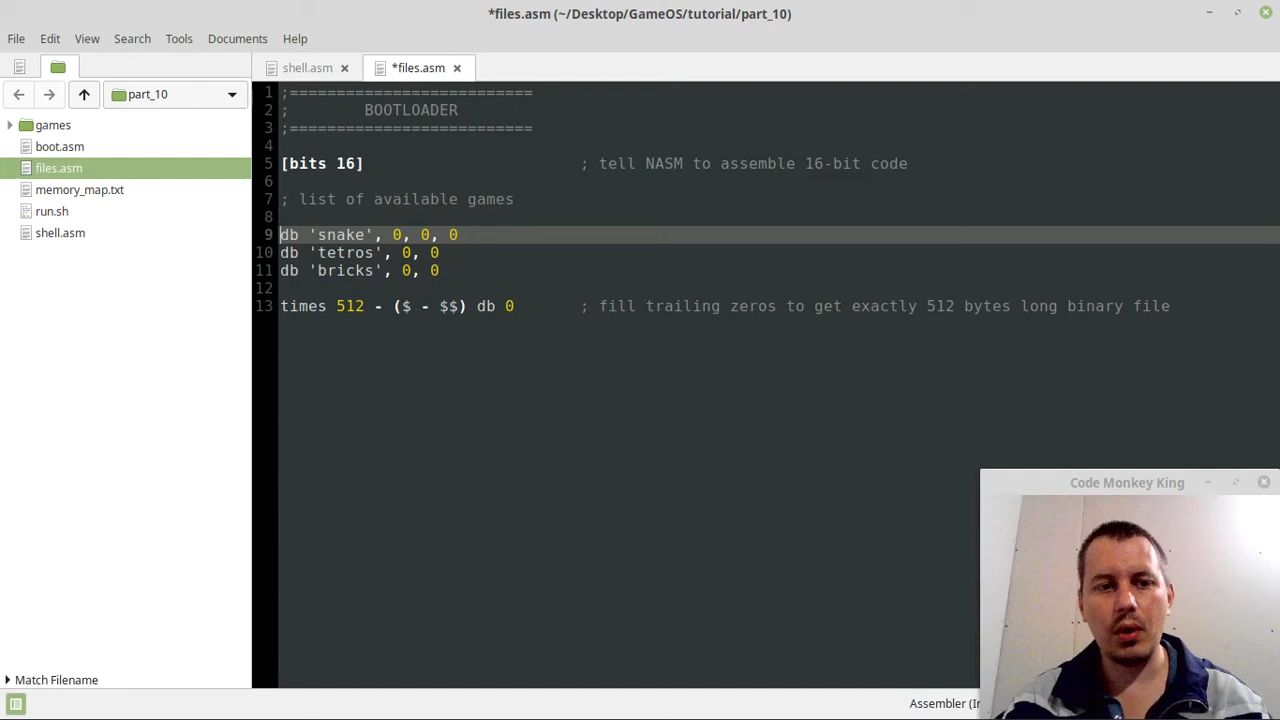 *files.asm (~/Desktop/GameOS/tutorial/part_10)
File Edit View Search Tools Documents Help
shell.asm *files.asm
part_10
games
boot.asm
files.asm
memory_map.txt
run.sh
shell.asm
1 ;==========================
2 ; BOOTLOADER
3 ;==========================
4
5 [bits 16] ; tell NASM to assemble 16-bit code
6
7 ; list of available games
8
9 db 'snake', 0, 0, 0
10 db 'tetros', 0, 0
11 db 'bricks', 0, 0
12
13 times 512 - ($ - $$) db 0 ; fill trailing zeros to get exactly 512 bytes long binary file
Code Monkey King
Match Filename
Assembler (In